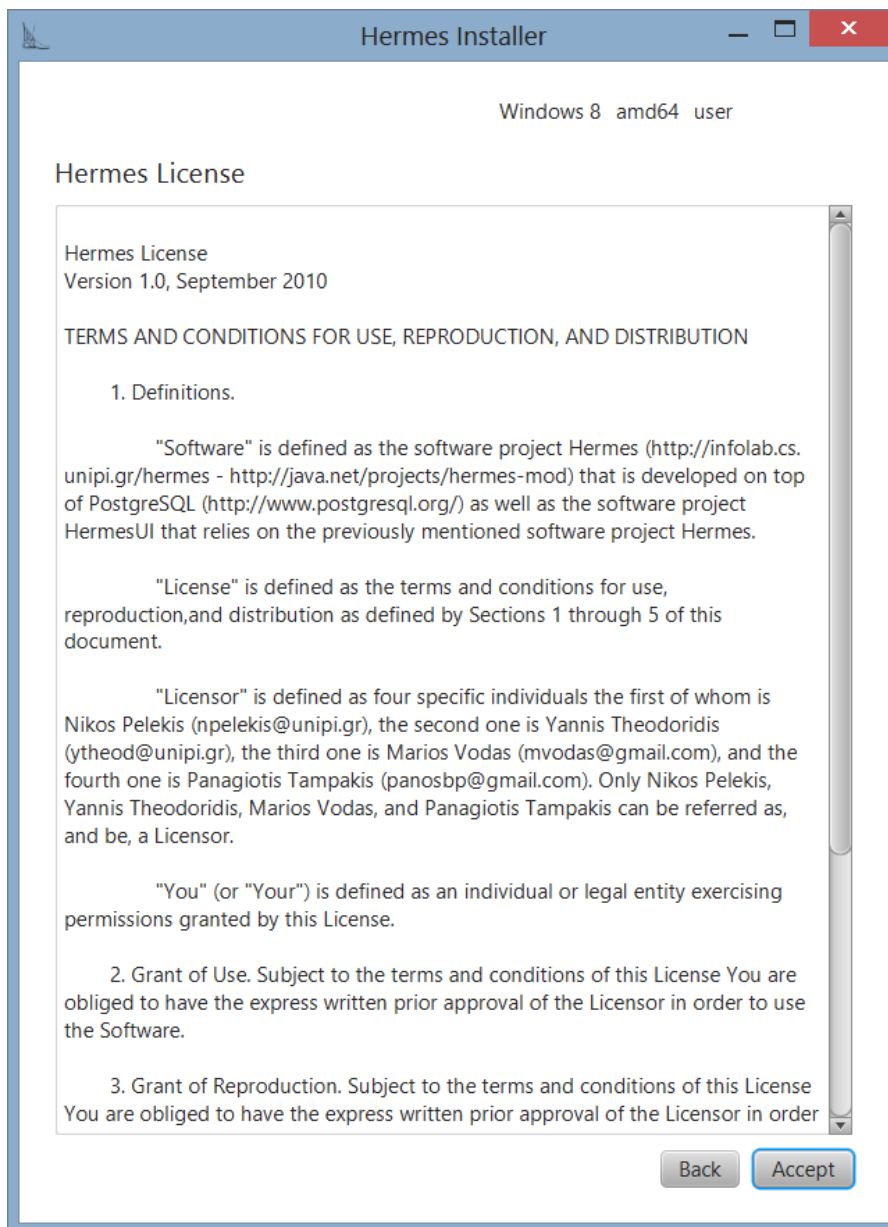 Hermes Installer
Windows 8 amd64 user
Hermes License
Hermes License
Version 1.0, September 2010
TERMS AND CONDITIONS FOR USE, REPRODUCTION, AND DISTRIBUTION
1. Definitions.
"Software" is defined as the software project Hermes (http://infolab.cs.
unipi.gr/hermes - http://java.net/projects/hermes-mod) that is developed on top
of PostgreSQL (http://www.postgresql.org/) as well as the software project
HermesUI that relies on the previously mentioned software project Hermes.
"License" is defined as the terms and conditions for use,
reproduction,and distribution as defined by Sections 1 through 5 of this
document.
"Licensor" is defined as four specific individuals the first of whom is
Nikos Pelekis (npelekis@unipi.gr), the second one is Yannis Theodoridis
(ytheod@unipi.gr), the third one is Marios Vodas (mvodas@gmail.com), and the
fourth one is Panagiotis Tampakis (panosbp@gmail.com). Only Nikos Pelekis,
Yannis Theodoridis, Marios Vodas, and Panagiotis Tampakis can be referred as,
and be, a Licensor.
"You" (or "Your") is defined as an individual or legal entity exercising
permissions granted by this License.
2. Grant of Use. Subject to the terms and conditions of this License You are
obliged to have the express written prior approval of the Licensor in order to use
the Software.
3. Grant of Reproduction. Subject to the terms and conditions of this License
You are obliged to have the express written prior approval of the Licensor in order
Back Accept